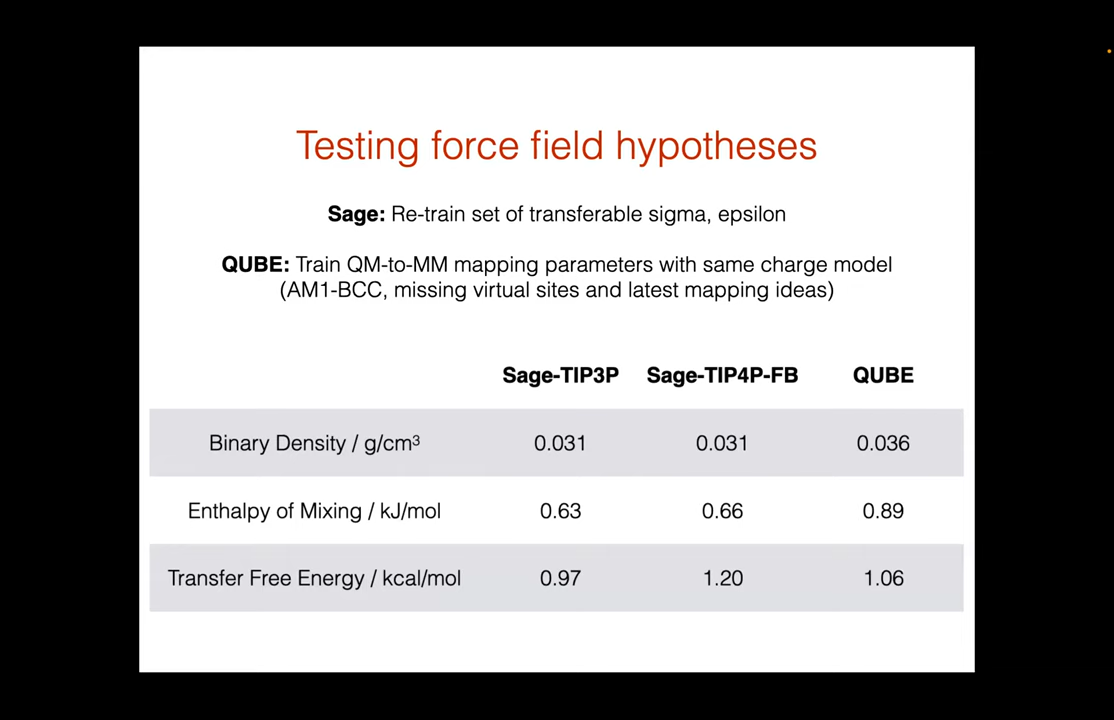 Testing force field hypotheses
Sage: Re-train set of transferable sigma, epsilon
QUBE: Train QM-to-MM mapping parameters with same charge model
(AM1-BCC, missing virtual sites and latest mapping ideas)
Sage-TIP3P Sage-TIP4P-FB QUBE
Binary Density / g/cm³ 0.031 0.031 0.036
Enthalpy of Mixing / kJ/mol 0.63 0.66 0.89
Transfer Free Energy / kcal/mol 0.97 1.20 1.06